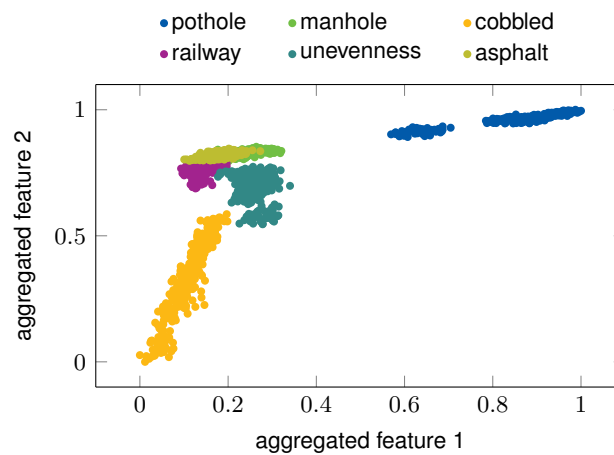 pothole manhole cobbled
railway unevenness asphalt
1
0.5
0
0 0.2 0.4 0.6 0.8 1
aggregated feature 2
aggregated feature 1